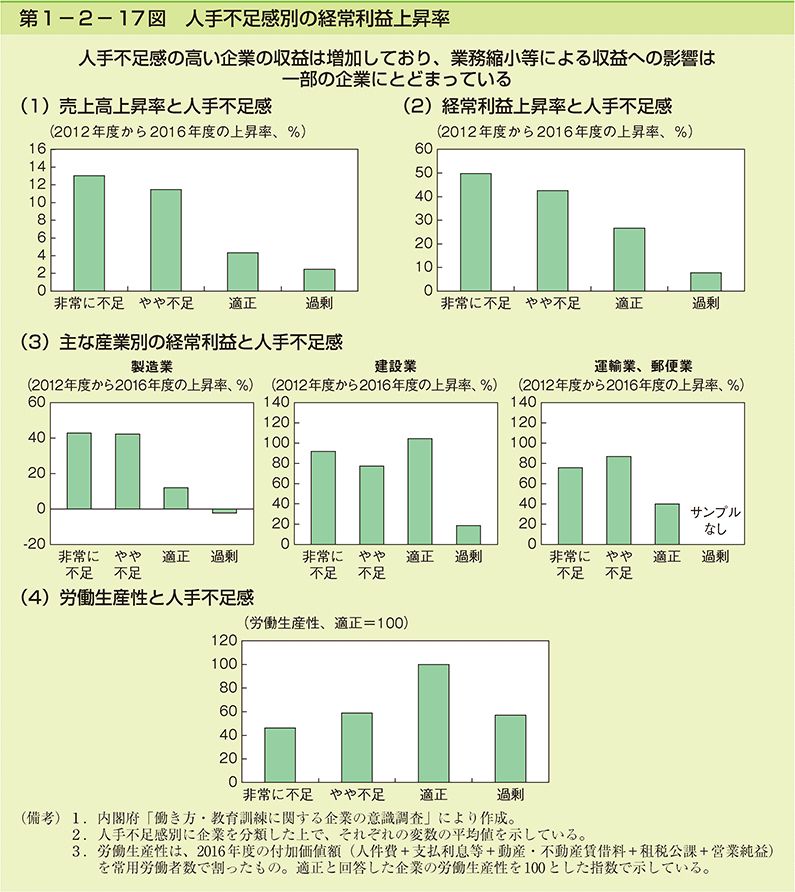 第1－2－17図　人手不足感別の経常利益上昇率
人手不足感の高い企業の収益は増加しており、業務縮小等による収益への影響は
一部の企業にとどまっている
（1）売上高上昇率と人手不足感
（2012年度から2016年度の上昇率、％）
16
14
12
10
8
6
4
2
0
非常に不足　やや不足　適正　過剰
（2）経常利益上昇率と人手不足感
（2012年度から2016年度の上昇率、％）
60
50
40
30
20
10
0
非常に不足　やや不足　適正　過剰
（3）主な産業別の経常利益と人手不足感
製造業
（2012年度から2016年度の上昇率、％）
60
40
20
0
-20
非常に　やや　適正　過剰
不足　不足
建設業
（2012年度から2016年度の上昇率、％）
140
120
100
80
60
40
20
0
非常に　やや　適正　過剰
不足　不足
運輸業、郵便業
（2012年度から2016年度の上昇率、％）
140
120
100
80
60
40
20
0
サンプル
なし
非常に　やや　適正　過剰
不足　不足
（4）労働生産性と人手不足感
（労働生産性、適正＝100）
120
100
80
60
40
20
0
非常に不足　やや不足　適正　過剰
（備考）1．内閣府「働き方・教育訓練に関する企業の意識調査」により作成。
2．人手不足感別に企業を分類した上で、それぞれの変数の平均値を示している。
3．労働生産性は、2016年度の付加価値額（人件費＋支払利息等＋動産・不動産賃借料＋租税公課＋営業純益）
を常用労働者数で割ったもの。適正と回答した企業の労働生産性を100とした指数で示している。